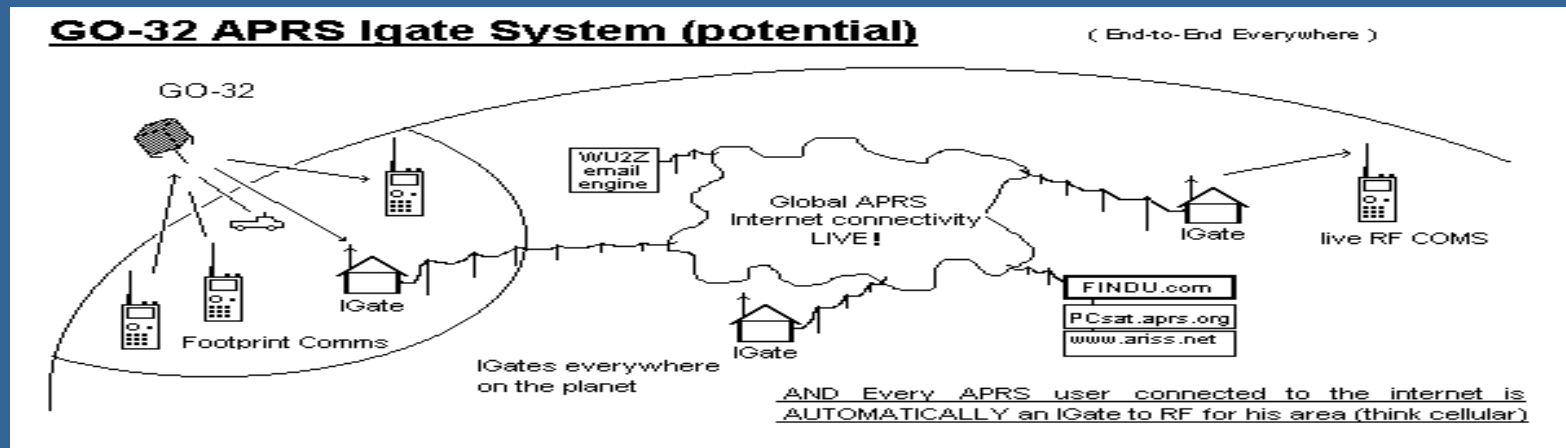 GO-32 APRS Igate System (potential)
( End-to-End Everywhere )
GO-32
WU2Z
email
engine
Global APRS
Internet connectivity
LIVE!
IGate
live RF COMS
IGate
Footprint Comms
FINDU.com
PCsat.aprs.org
www.ariss.net
IGate
IGates everywhere
on the planet
AND Every APRS user connected to the internet is
AUTOMATICALLY an IGate to RF for his area (think cellular)